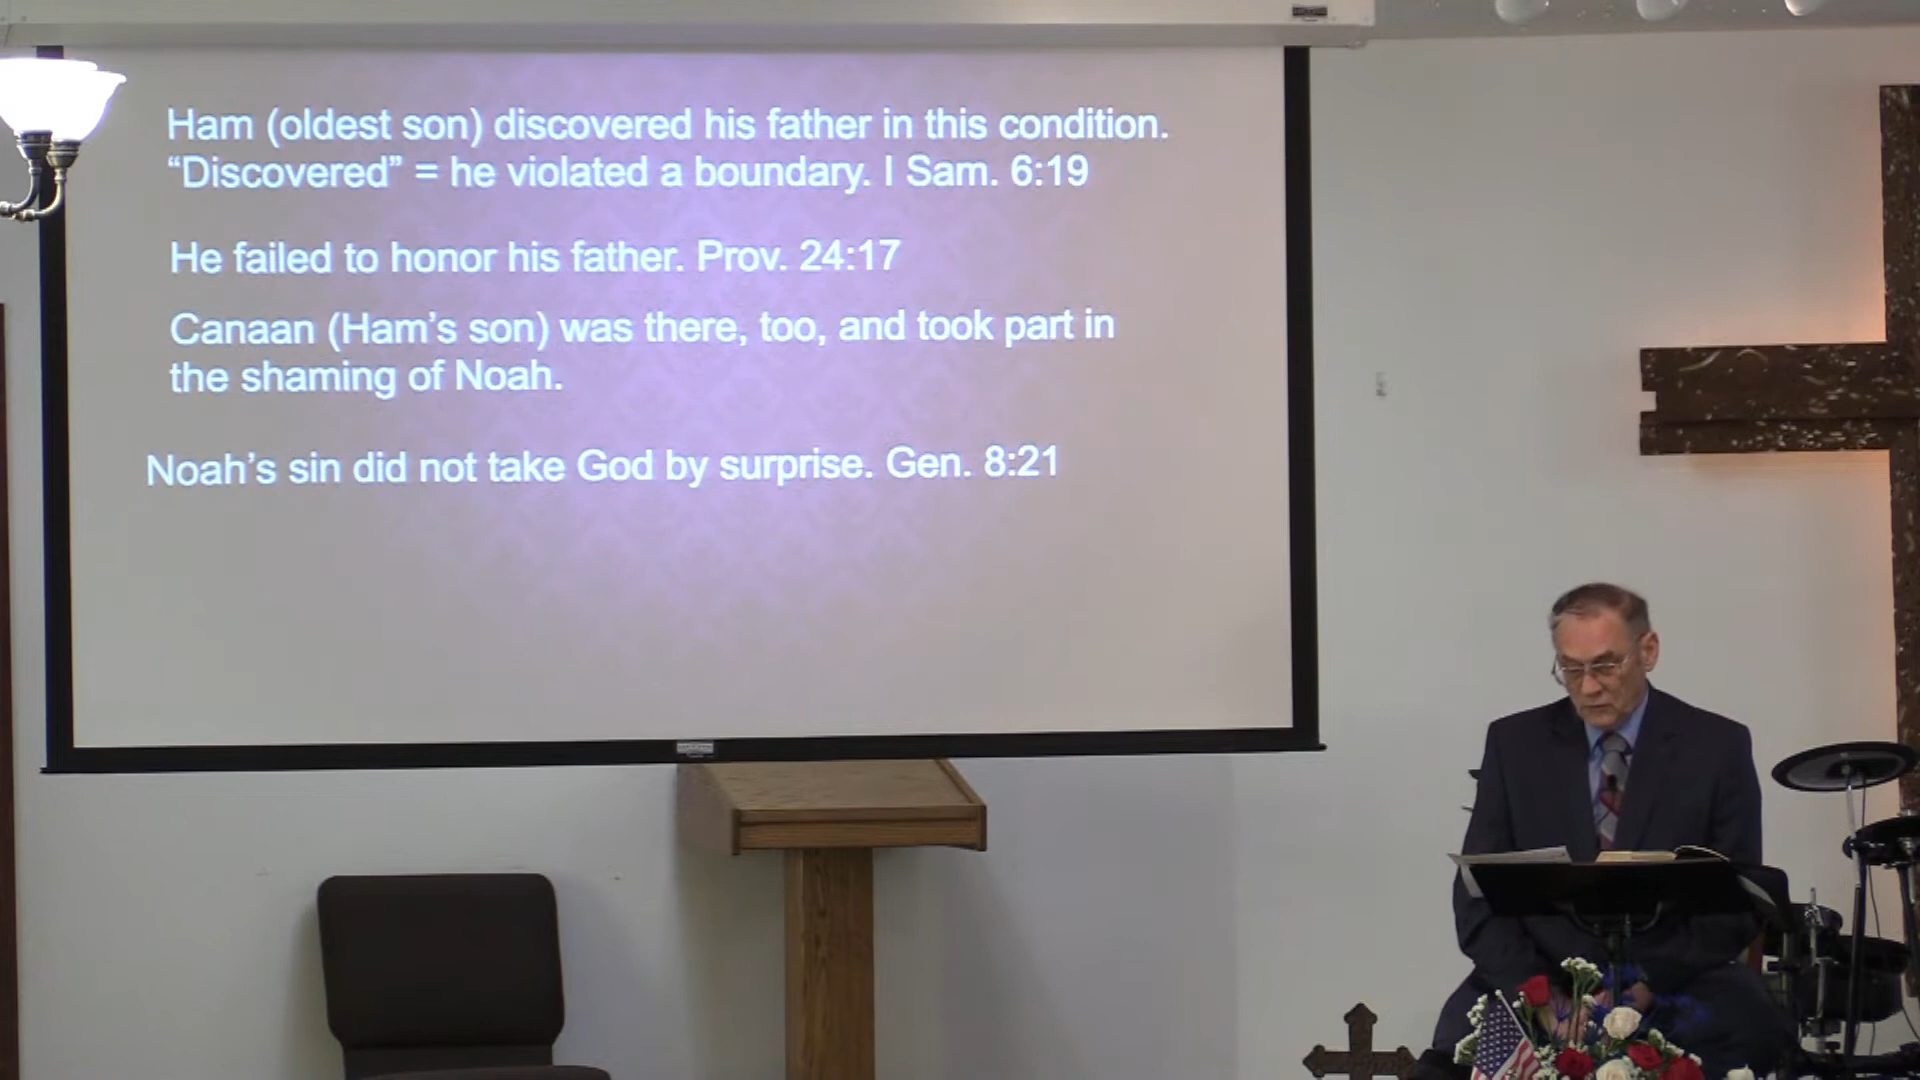 Ham (oldest son) discovered his father in this condition.
“Discovered” = he violated a boundary. I Sam. 6:19
He failed to honor his father. Prov. 24:17
Canaan (Ham’s son) was there, too, and took part in
the shaming of Noah.
Noah’s sin did not take God by surprise. Gen. 8:21